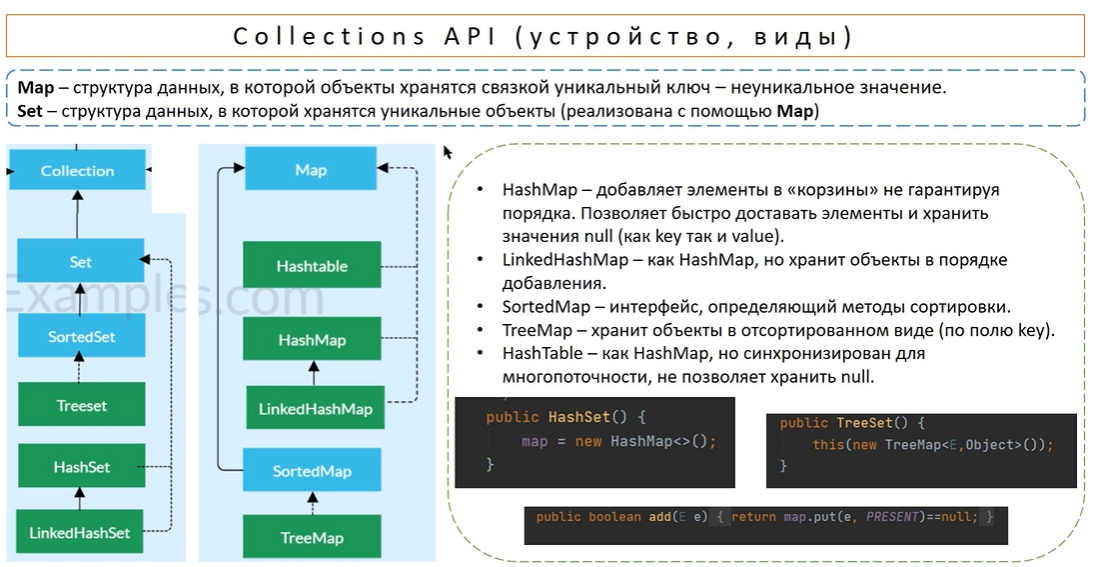 Collections API (устройство, виды)
Map – структура данных, в которой объекты хранятся связкой уникальный ключ – неуникальное значение.
Set – структура данных, в которой хранятся уникальные объекты (реализована с помощью Map)
Collection
Set
SortedSet
Treeset
HashSet
LinkedHashSet
Examples.com
Map
Hashtable
HashMap
LinkedHashMap
SortedMap
TreeMap
• HashMap – добавляет элементы в «корзины» не гарантируя
порядка. Позволяет быстро доставать элементы и хранить
значения null (как key так и value).
• LinkedHashMap – как HashMap, но хранит объекты в порядке
добавления.
• SortedMap – интерфейс, определяющий методы сортировки.
• TreeMap – хранит объекты в отсортированном виде (по полю key).
• HashTable – как HashMap, но синхронизирован для
многопоточности, не позволяет хранить null.
public HashSet() {
map = new HashMap<>();
}
public TreeSet() {
this(new TreeMap<E,Object>());
}
public boolean add(E e) { return map.put(e, PRESENT)==null; }